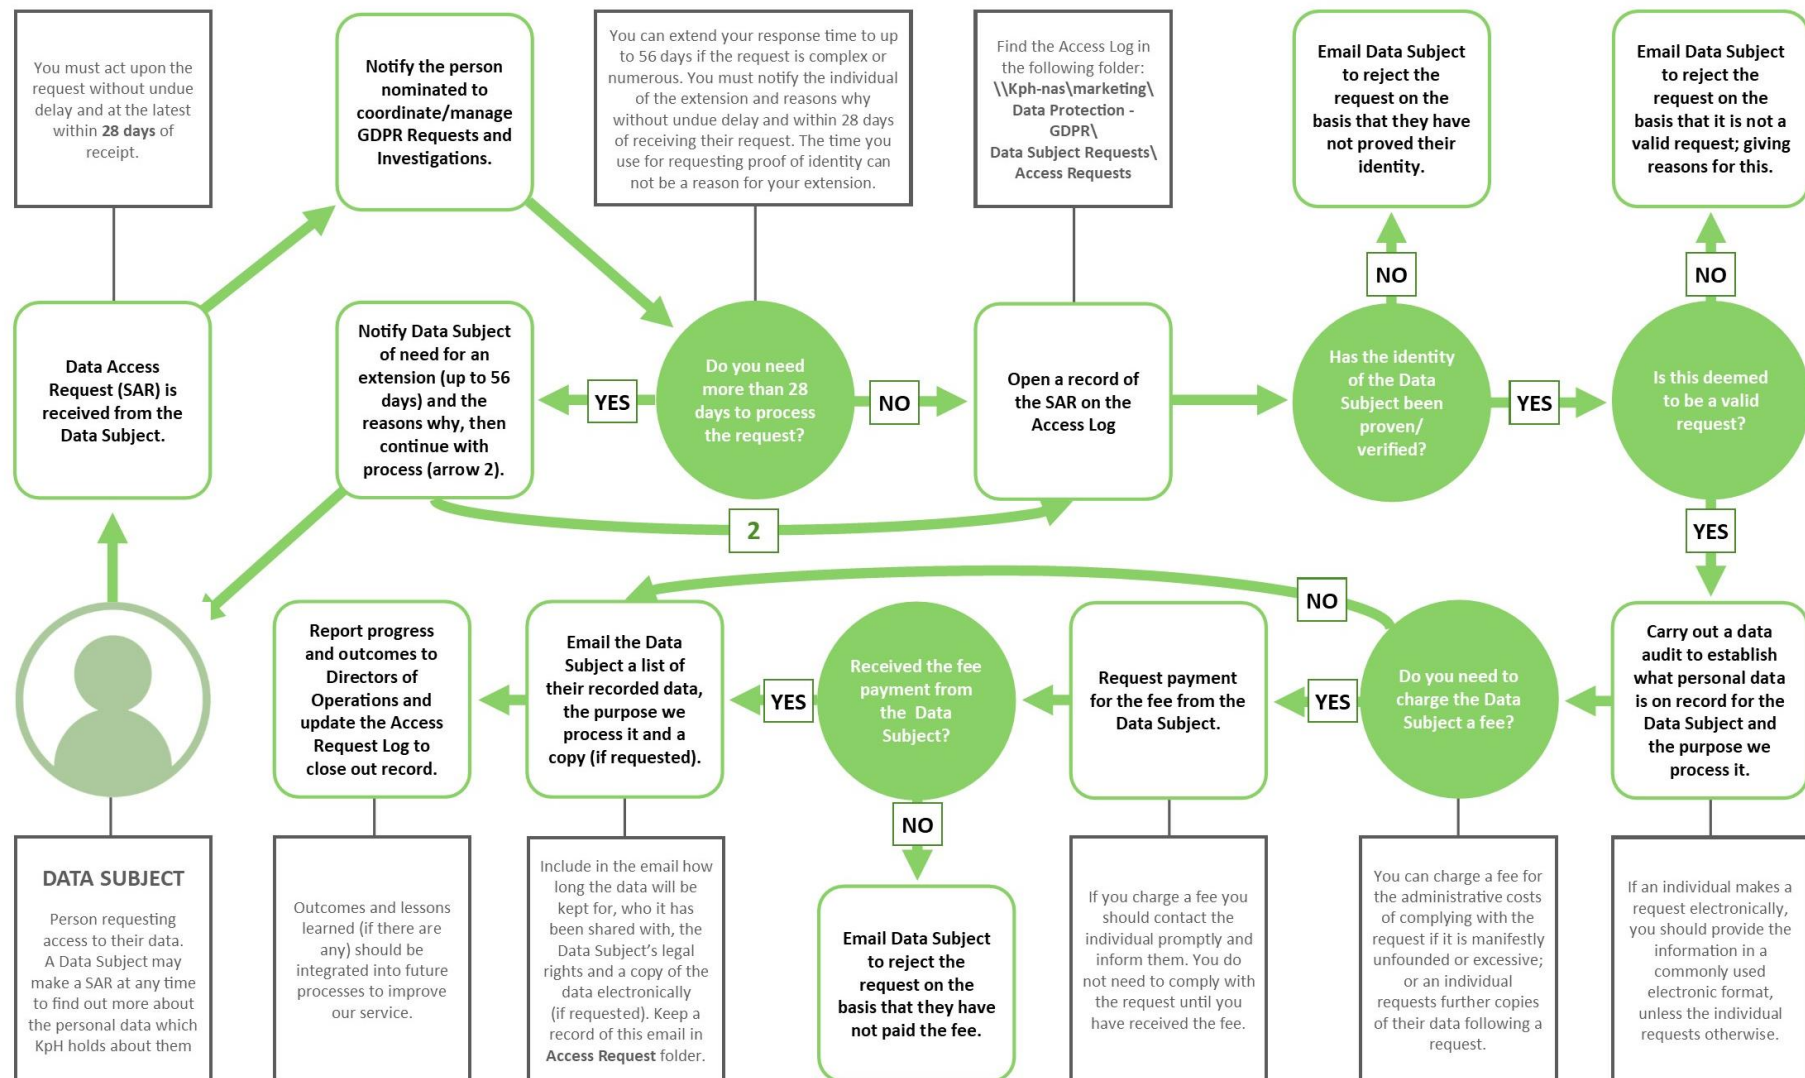 You must act upon the
request without undue
delay and at the latest
within 28 days of
receipt.
Notify the person
nominated to
coordinate/manage
GDPR Requests and
Investigations.
You can extend your response time to up
to 56 days if the request is complex or
numerous. You must notify the individual
of the extension and reasons why
without undue delay and within 28 days
of receiving their request. The time you
use for requesting proof of identity can
not be a reason for your extension.
Find the Access Log in
the following folder:
\\Kph-nas\marketing\
Data Protection -
GDPR\
Data Subject Requests\
Access Requests
Email Data Subject
to reject the
request on the
basis that they have
not proved their
identity.
Email Data Subject
to reject the
request on the
basis that it is not a
valid request; giving
reasons for this.
NO
NO
Data Access
Request (SAR) is
received from the
Data Subject.
Notify Data Subject
of need for an
extension (up to 56
days) and the
reasons why, then
continue with
process (arrow 2).
YES
Do you need
more than 28
days to process
the request?
NO
Open a record of
the SAR on the
Access Log
Has the identity
of the Data
Subject been
proven/
verified?
YES
Is this deemed
to be a valid
request?
2
YES
NO
Report progress
and outcomes to
Directors of
Operations and
update the Access
Request Log to
close out record.
Email the Data
Subject a list of
their recorded data,
the purpose we
process it and a
copy (if requested).
YES
Received the fee
payment from
the Data
Subject?
Request payment
for the fee from the
Data Subject.
YES
Do you need to
charge the Data
Subject a fee?
Carry out a data
audit to establish
what personal data
is on record for the
Data Subject and
the purpose we
process it.
NO
DATA SUBJECT
Person requesting
access to their data.
A Data Subject may
make a SAR at any time
to find out more about
the personal data which
KpH holds about them
Outcomes and lessons
learned (if there are
any) should be
integrated into future
processes to improve
our service.
Include in the email how
long the data will be
kept for, who it has
been shared with, the
Data Subject's legal
rights and a copy of the
data electronically
(if requested). Keep a
record of this email in
Access Request folder.
Email Data Subject
to reject the
request on the
basis that they have
not paid the fee.
If you charge a fee you
should contact the
individual promptly and
inform them. You do
not need to comply with
the request until you
have received the fee.
You can charge a fee for
the administrative costs
of complying with the
request if it is manifestly
unfounded or excessive;
or an individual
requests further copies
of their data following a
request.
If an individual makes a
request electronically,
you should provide the
information in a
commonly used
electronic format,
unless the individual
requests otherwise.